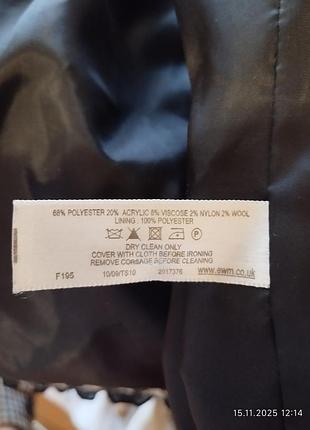 68% POLYESTER 20% ACRYLIC 8% VISCOSE 2% NYLON 2% WOOL
LINING : 100% POLYESTER
P
DRY CLEAN ONLY
COVER WITH CLOTH BEFORE IRONING
REMOVE CORSAGE BEFORE CLEANING
F195 10/09/TS10 2017376 www.ewm.co.uk
15.11.2025 12:14